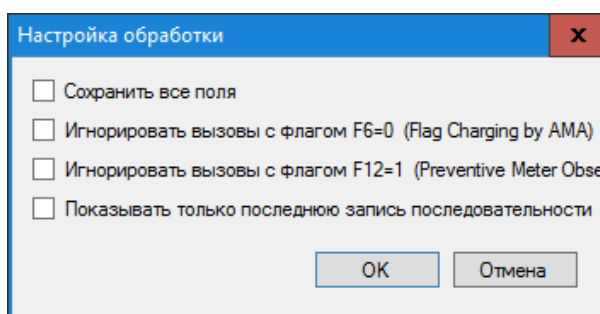 Настройка обработки
Сохранить все поля
Игнорировать вызовы с флагом F6=0 (Flag Charging by AMA)
Игнорировать вызовы с флагом F12=1 (Preventive Meter Obse
Показывать только последнюю запись последовательности
OK Отмена